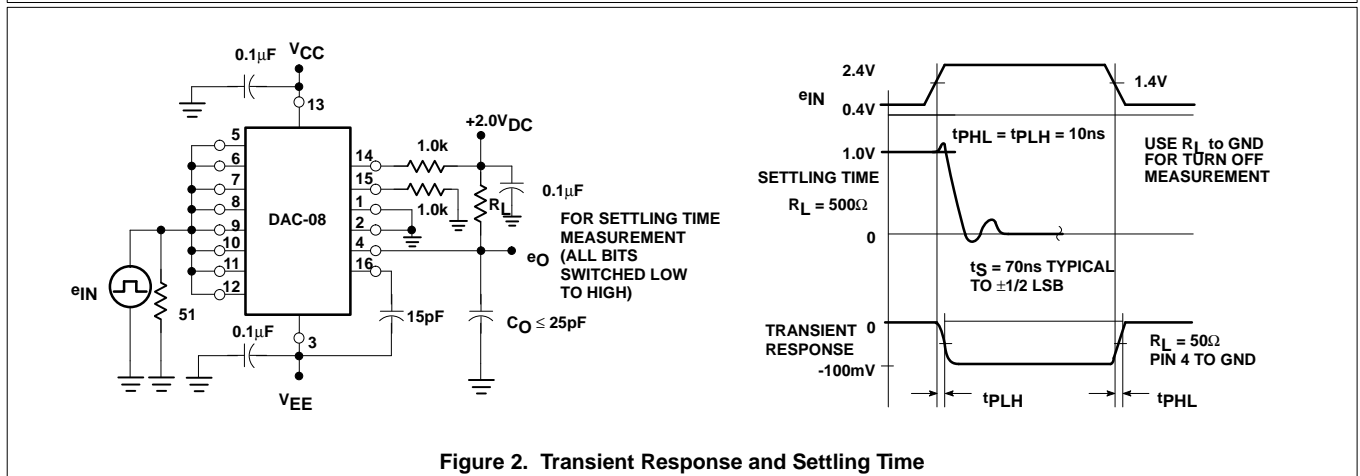 0.1μF
VCC
13
5
6
7
8
9
10
11
12
DAC-08
14
15
1
2
4
16
3
1.0k
1.0k
+2.0VDC
0.1μF
RL
FOR SETTLING TIME
MEASUREMENT
(ALL BITS
SWITCHED LOW
TO HIGH)
eO
eIN
51
0.1μF
15pF
CO ≤ 25pF
VEE
2.4V
eIN
0.4V
1.4V
tPHL = tPLH = 10ns
1.0V
SETTLING TIME
RL = 500Ω
0
USE RL to GND
FOR TURN OFF
MEASUREMENT
tS = 70ns TYPICAL
TO ±1/2 LSB
TRANSIENT
RESPONSE
0
-100mV
RL = 50Ω
PIN 4 TO GND
tPLH
tPHL
Figure 2. Transient Response and Settling Time